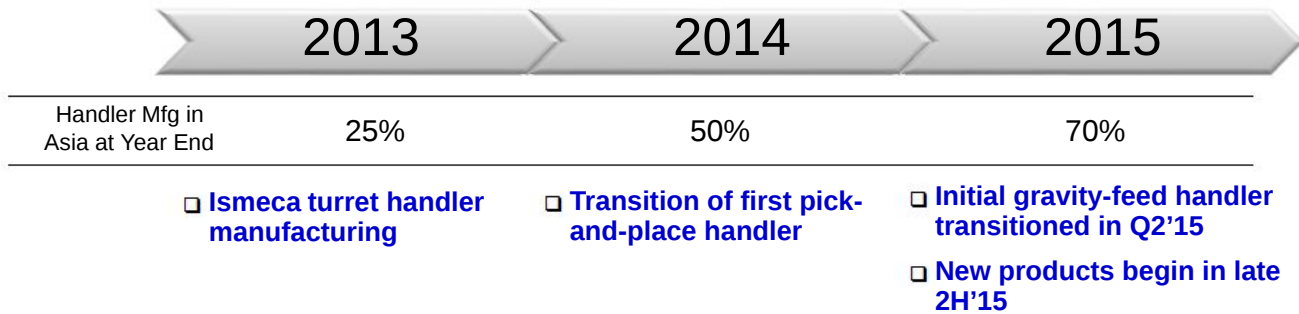 2013 2014 2015
Handler Mfg in
Asia at Year End
25% 50% 70%
Ismeca turret handler
manufacturing
Transition of first pick-
and-place handler
Initial gravity-feed handler
transitioned in Q2’15
New products begin in late
2H’15